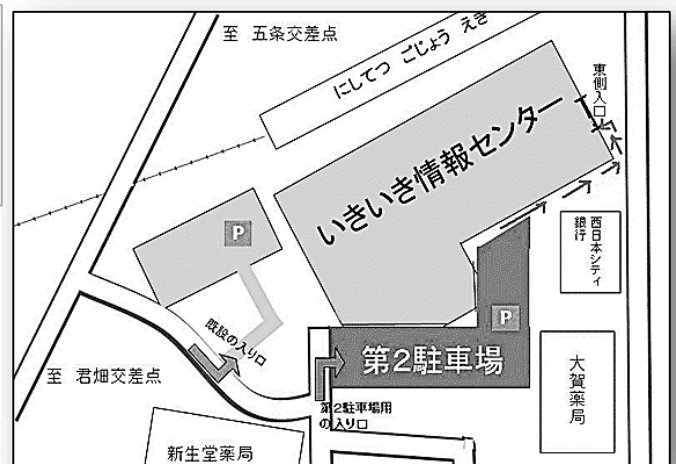 至 五条交差点
にしてつ ごじょう えき
東側入口
いきいき情報センター
P
西日本シティ
銀行
既設の入り口
P
第2駐車場
至 君畑交差点
第2駐車場用
の入り口
大賀薬局
新生堂薬局